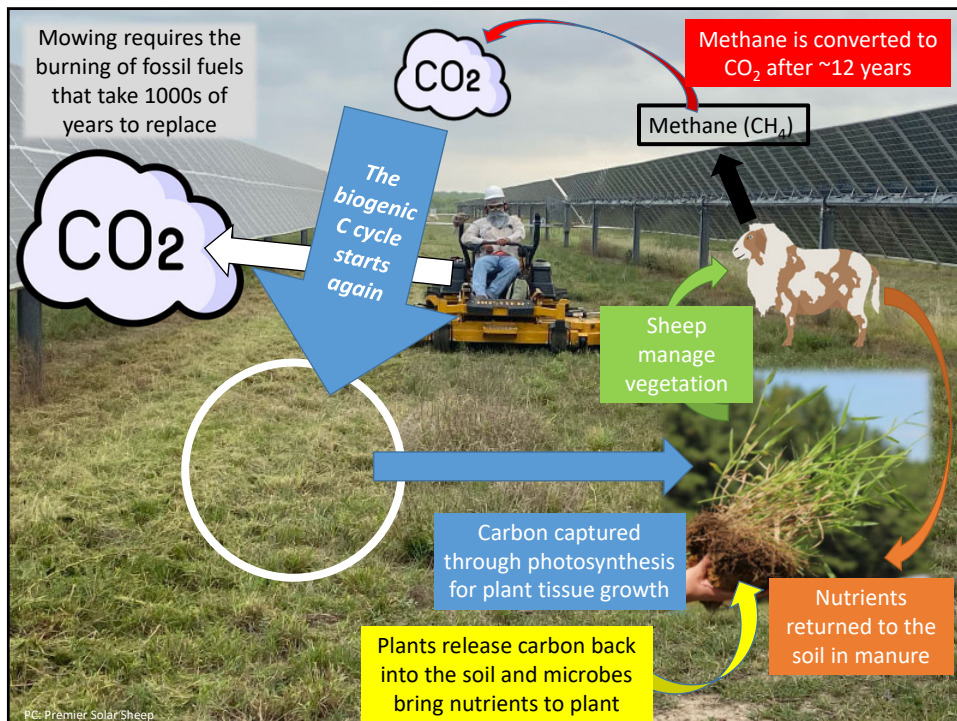 Mowing requires the
burning of fossil fuels
that take 1000s of
years to replace
CO2
Methane is converted to
CO₂ after ~12 years
Methane (CH₄)
The
biogenic
C cycle
starts
again
CO2
Sheep
manage
vegetation
Carbon captured
through photosynthesis
for plant tissue growth
Nutrients
returned to the
soil in manure
Plants release carbon back
into the soil and microbes
bring nutrients to plant
PC: Premier Solar Sheep